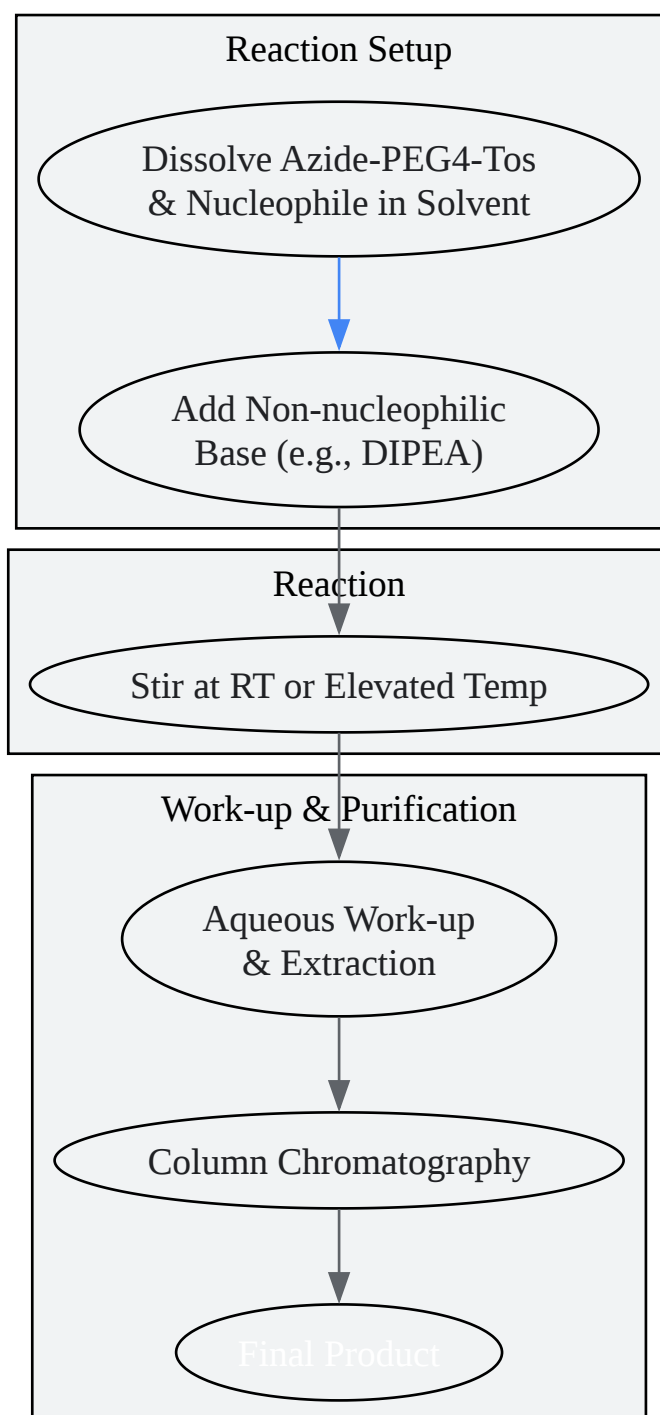 Reaction Setup
Dissolve Azide-PEG4-Tos
& Nucleophile in Solvent
Add Non-nucleophilic
Base (e.g., DIPEA)
Reaction
Stir at RT or Elevated Temp
Work-up & Purification
Aqueous Work-up
& Extraction
Column Chromatography
Final Product